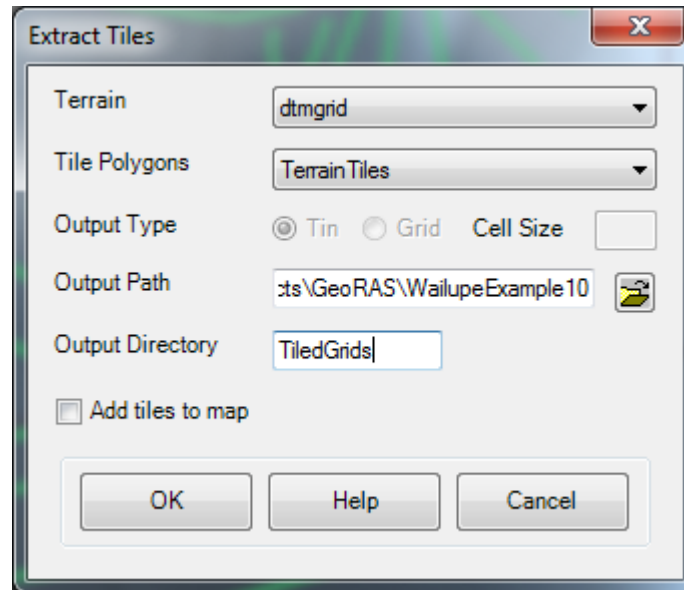 Extract Tiles
Terrain dtmgrid
Tile Polygons TerrainTiles
Output Type Tin Grid Cell Size
Output Path cts\GeoRAS\WailupeExample10
Output Directory TiledGrids
Add tiles to map
OK Help Cancel